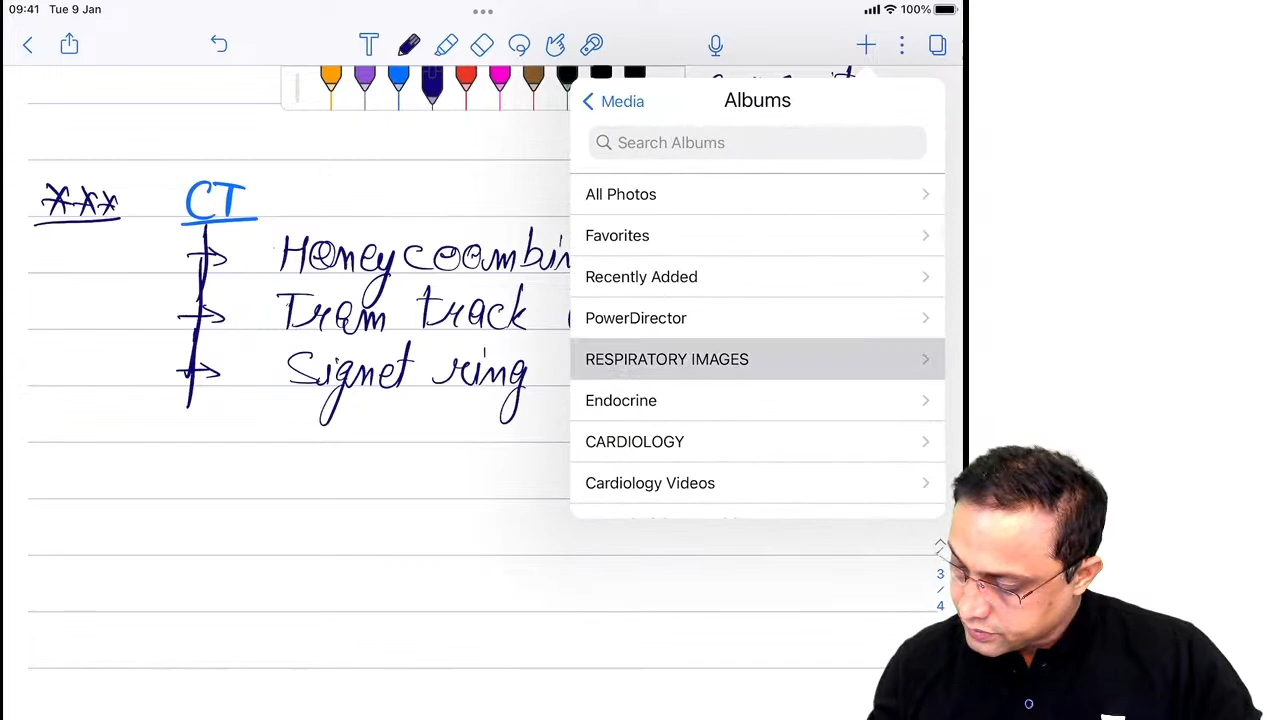 09:41 Tue 9 Jan
100%
Media
Albums
Search Albums
All Photos
Favorites
Recently Added
PowerDirector
RESPIRATORY IMAGES
Endocrine
CARDIOLOGY
Cardiology Videos
*** CT
→ Honeycoombin
→ Tram track
→ Signet ring
3
/
4